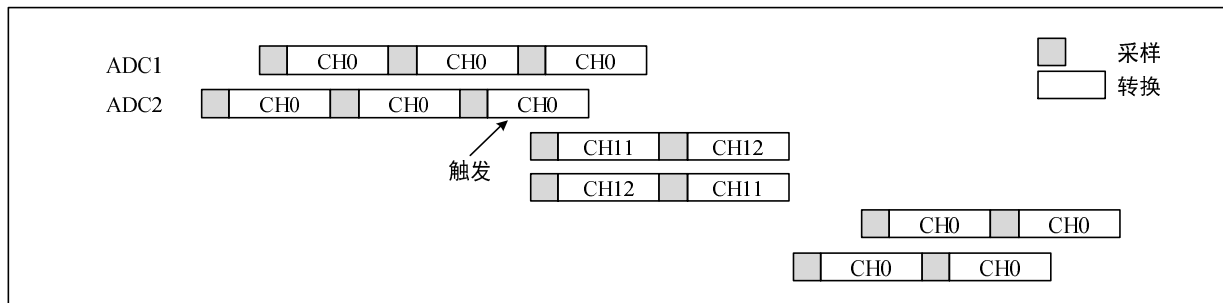 ADC1 CH0 CH0 CH0
采样
ADC2 CH0 CH0 CH0
转换
触发
CH11 CH12
CH12 CH11
CH0 CH0
CH0 CH0